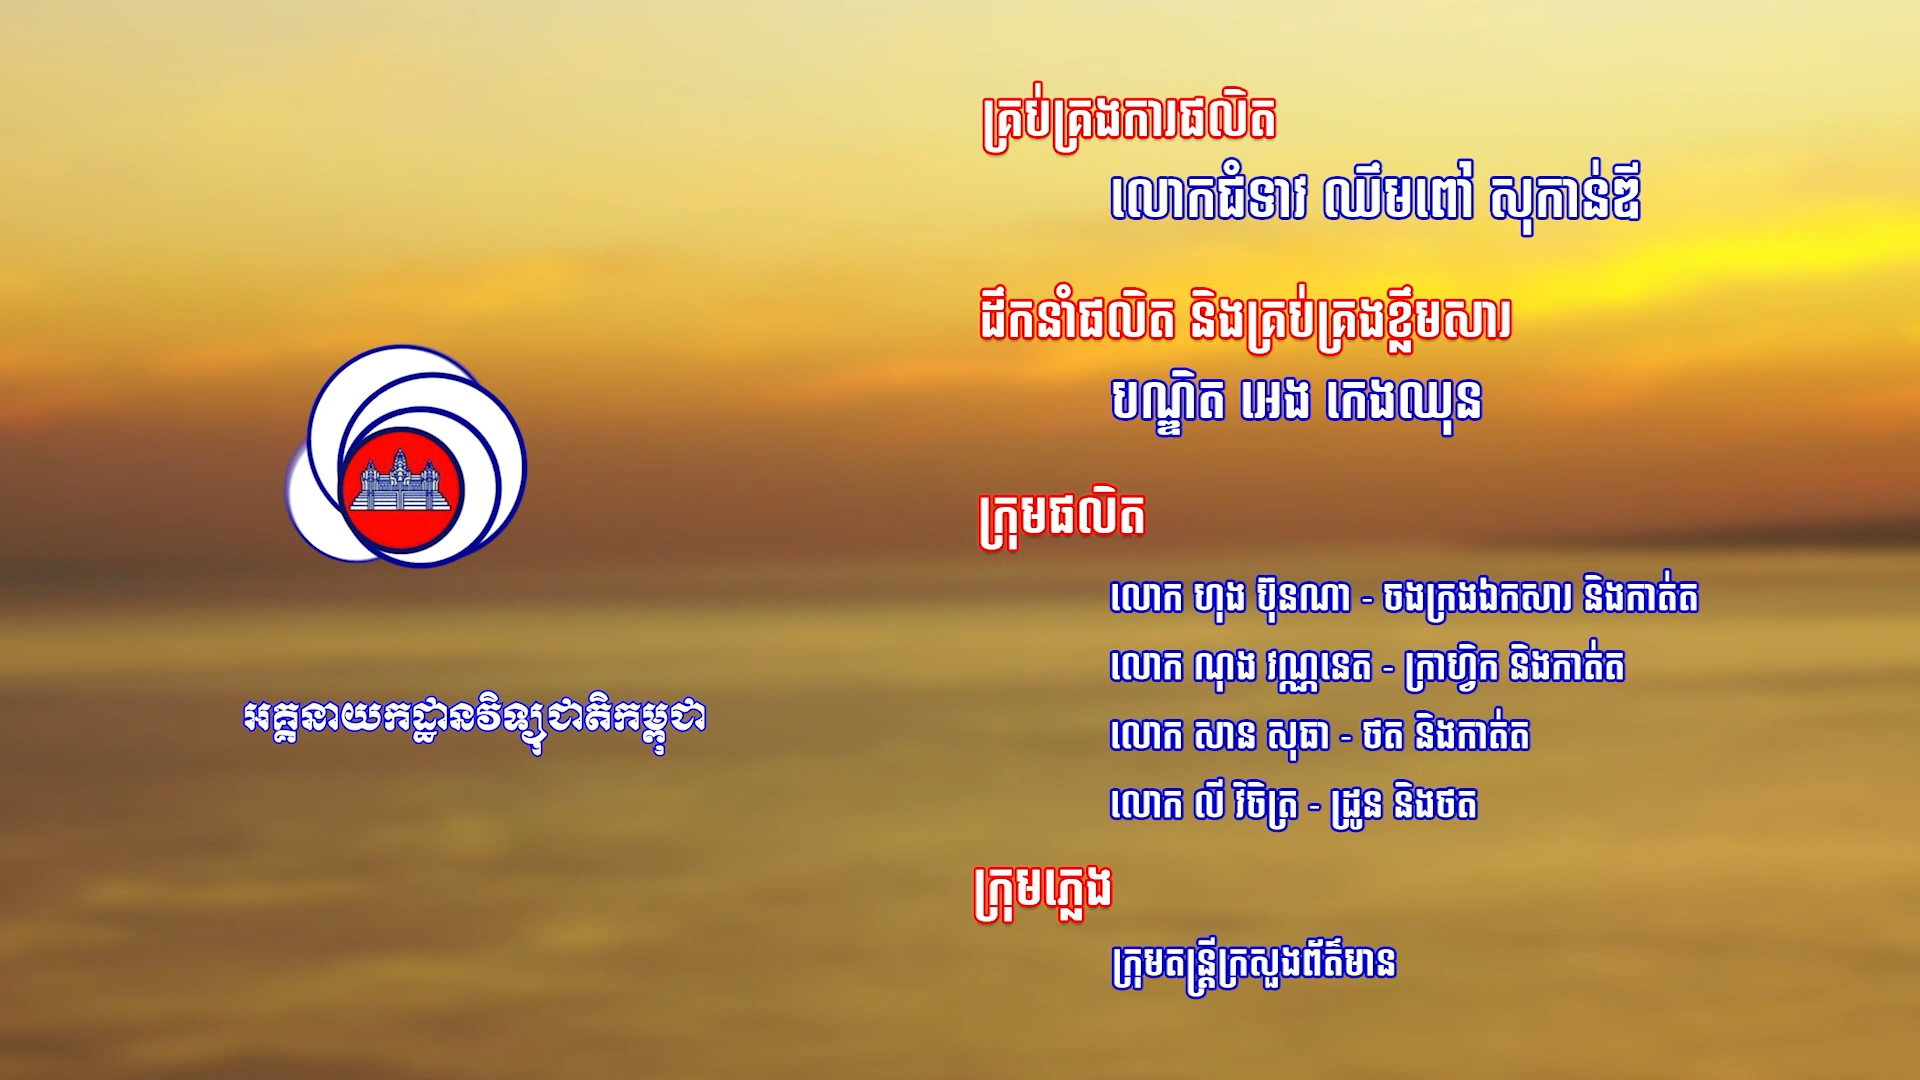 គ្រប់គ្រងការផលិត
លោកជំទាវ ឈឹមពៅ សុកាន់ឌី
ដឹកនាំផលិត និងគ្រប់គ្រងខ្លឹមសារ
បណ្ឌិត អេង កេងឈុន
ក្រុមផលិត
លោក ហុង ប៊ុនណា - ចងក្រងឯកសារ និងកាត់ត
លោក ណុង វណ្ណនេត - ក្រាហ្វិក និងកាត់ត
លោក សាន សុធា - ថត និងកាត់ត
លោក លី វិចិត្រ - ដ្រូន និងថត
ក្រុមភ្លេង
ក្រុមតន្ត្រីក្រសួងព័ត៌មាន
អគ្គនាយកដ្ឋានវិទ្យុជាតិកម្ពុជា